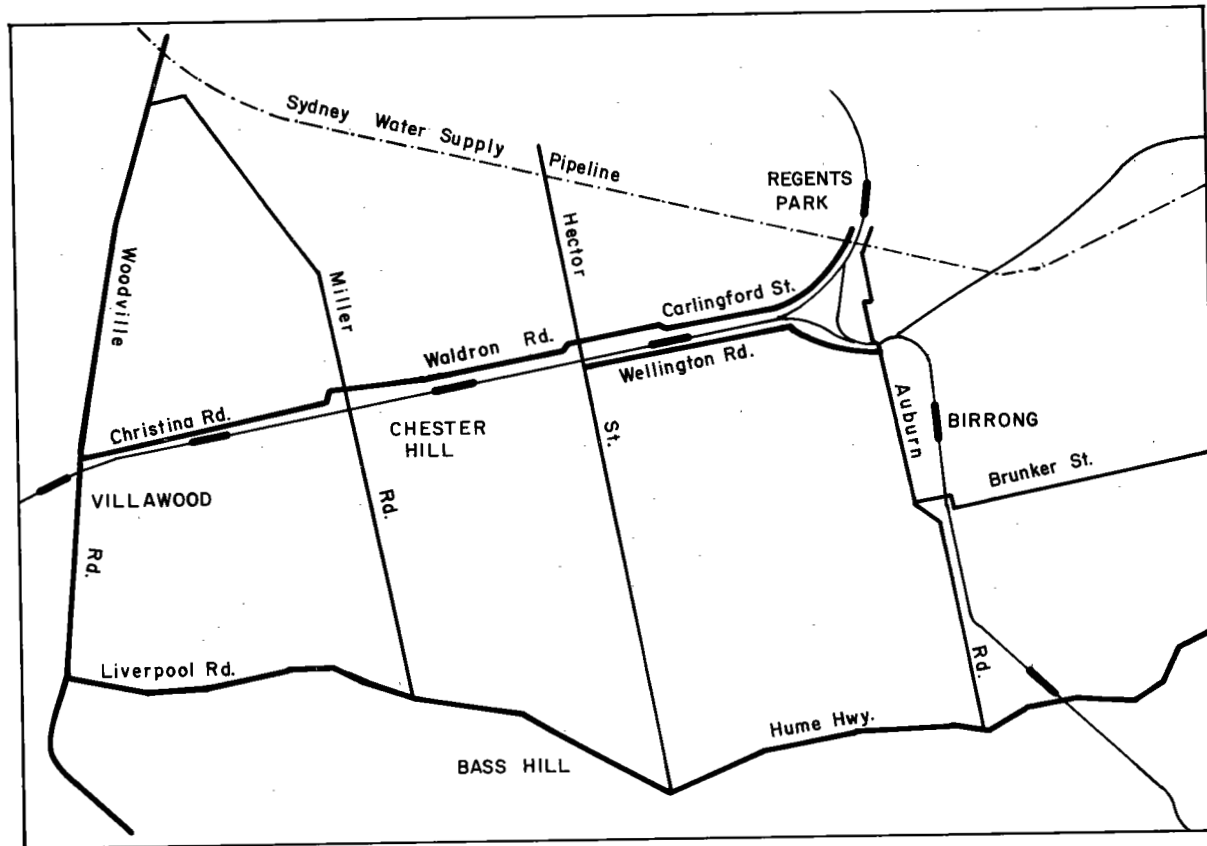 Sydney Water Supply Pipeline
REGENTS
PARK
Woodville Rd.
Miller Rd.
Hector St.
Carlingford St.
Waldron Rd.
Wellington Rd.
Christina Rd.
CHESTER
HILL
Auburn Rd.
BIRRONG
Brunker St.
VILLAWOOD
Liverpool Rd.
Hume Hwy.
BASS HILL